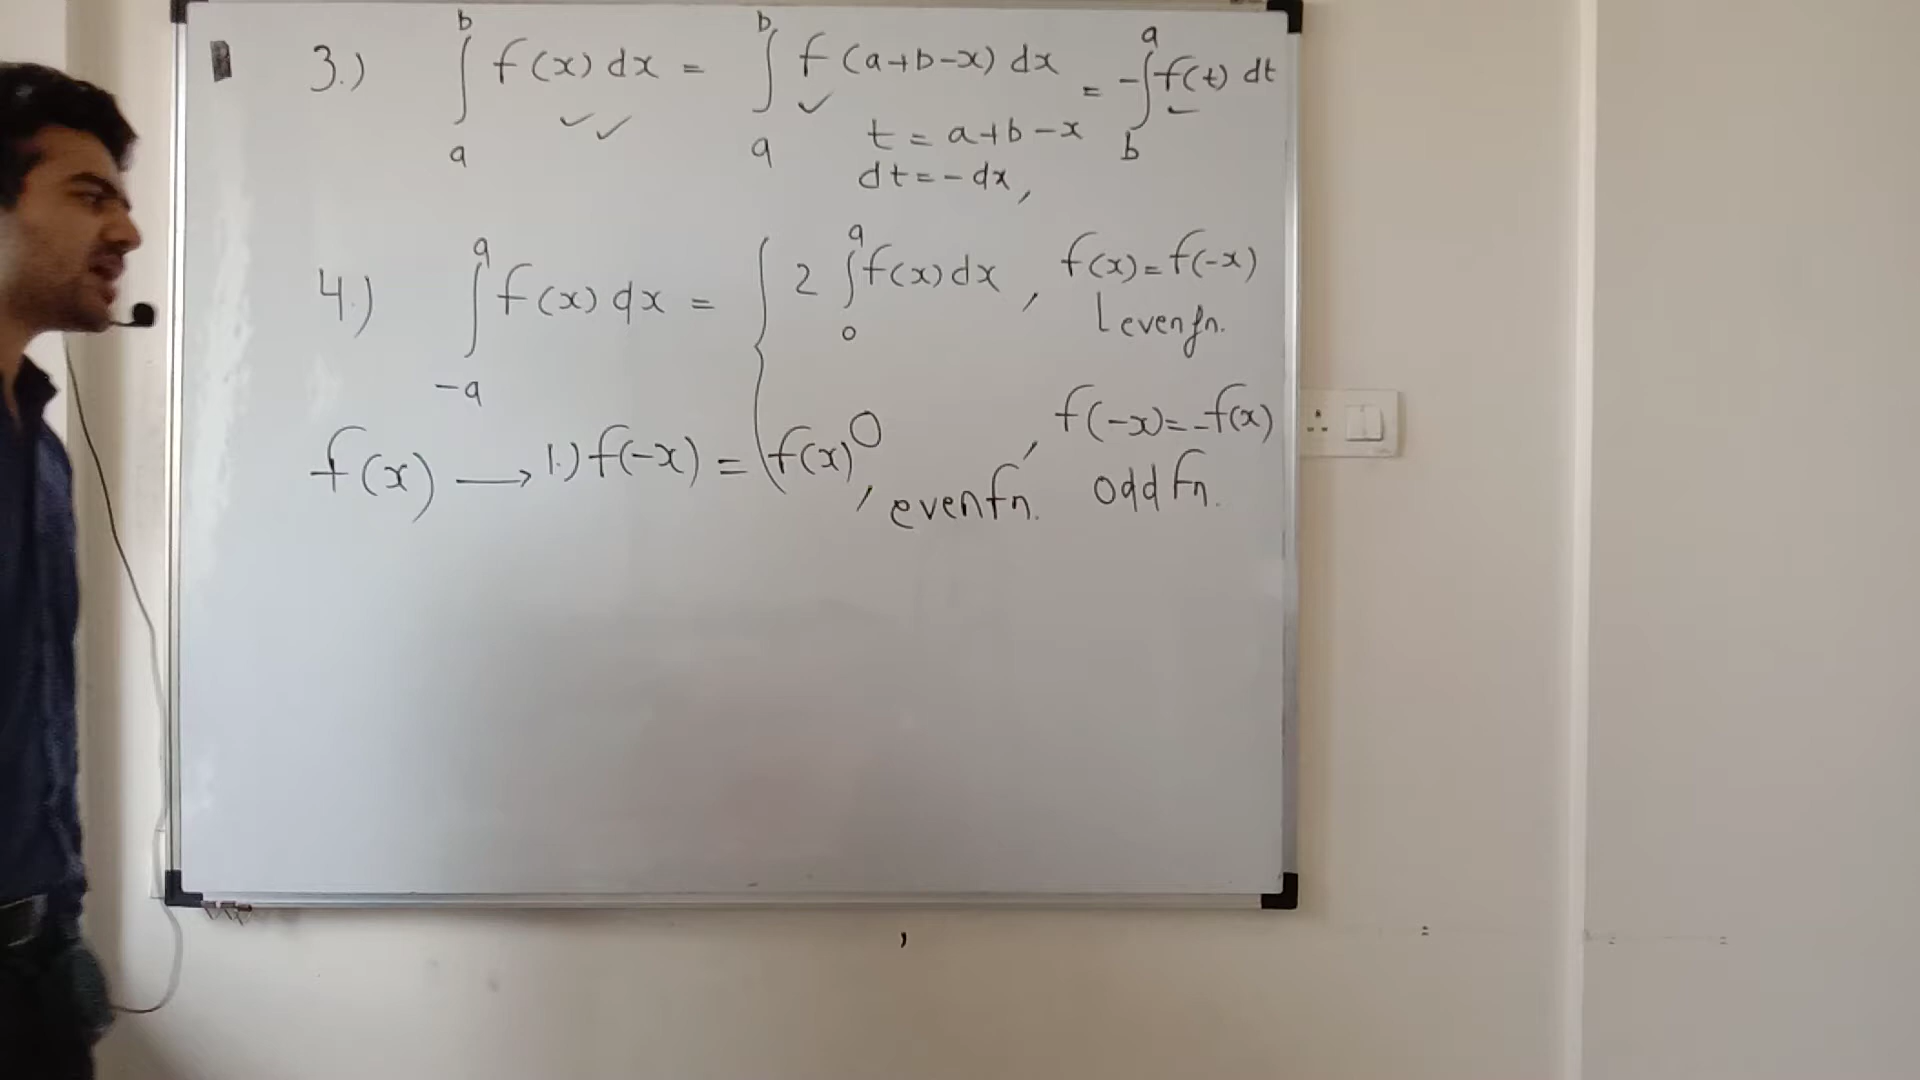 3.) ∫_a^b f(x) dx = ∫_a^b f(a+b-x) dx = -∫_b^a f(t) dt
t = a+b-x
dt = -dx,
4.) ∫_{-a}^a f(x) dx = { 2 ∫_0^a f(x) dx , f(x)=f(-x)
even fn.
0 , f(-x)=-f(x)
odd fn.
f(x) → 1.) f(-x) = f(x) , even fn.